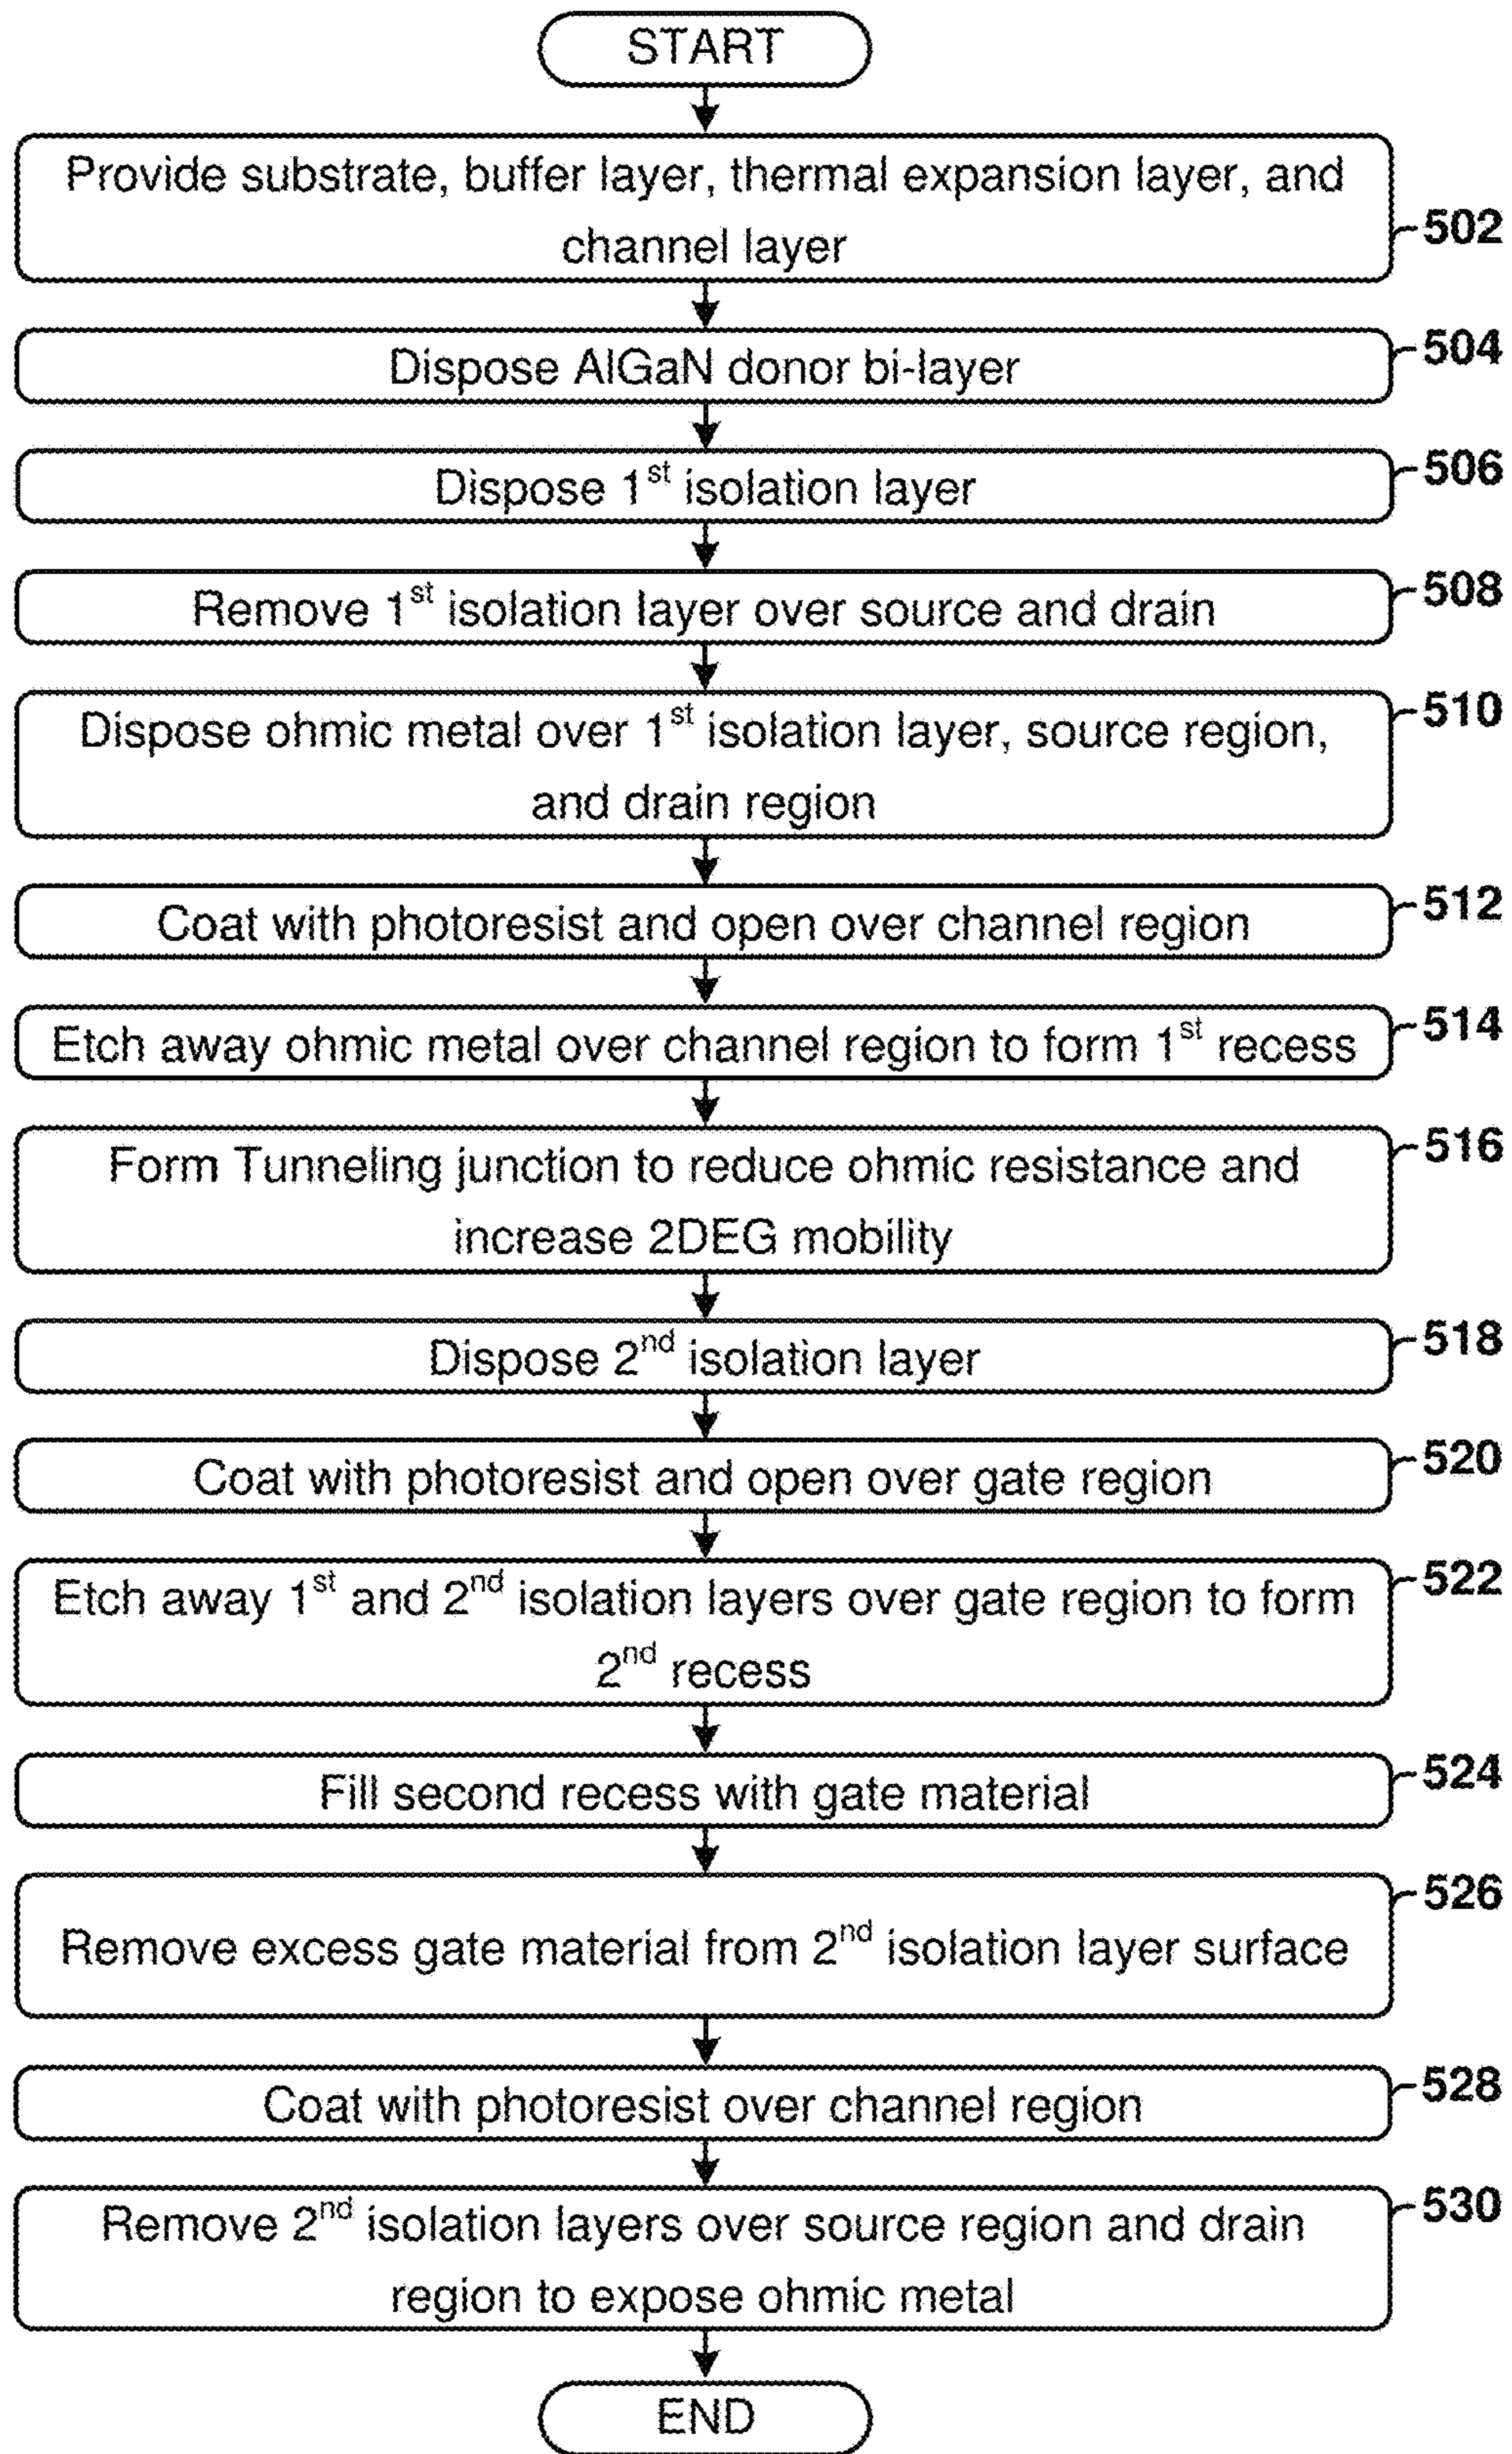 START
Provide substrate, buffer layer, thermal expansion layer, and
channel layer
502
Dispose AlGaN donor bi-layer
504
Dispose 1st isolation layer
506
Remove 1st isolation layer over source and drain
508
Dispose ohmic metal over 1st isolation layer, source region,
and drain region
510
Coat with photoresist and open over channel region
512
Etch away ohmic metal over channel region to form 1st recess
514
Form Tunneling junction to reduce ohmic resistance and
increase 2DEG mobility
516
Dispose 2nd isolation layer
518
Coat with photoresist and open over gate region
520
Etch away 1st and 2nd isolation layers over gate region to form
2nd recess
522
Fill second recess with gate material
524
Remove excess gate material from 2nd isolation layer surface
526
Coat with photoresist over channel region
528
Remove 2nd isolation layers over source region and drain
region to expose ohmic metal
530
END